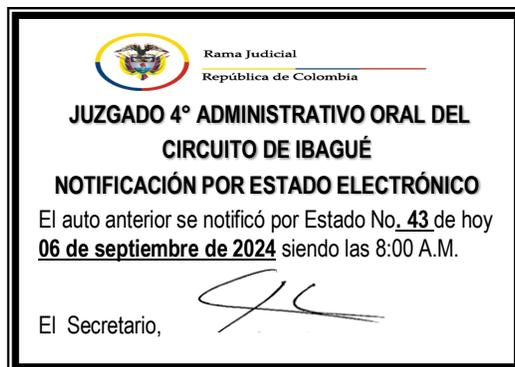 Rama Judicial
República de Colombia
JUZGADO 4° ADMINISTRATIVO ORAL DEL
CIRCUITO DE IBAGUÉ
NOTIFICACIÓN POR ESTADO ELECTRÓNICO
El auto anterior se notificó por Estado No. 43 de hoy
06 de septiembre de 2024 siendo las 8:00 A.M.
El Secretario,